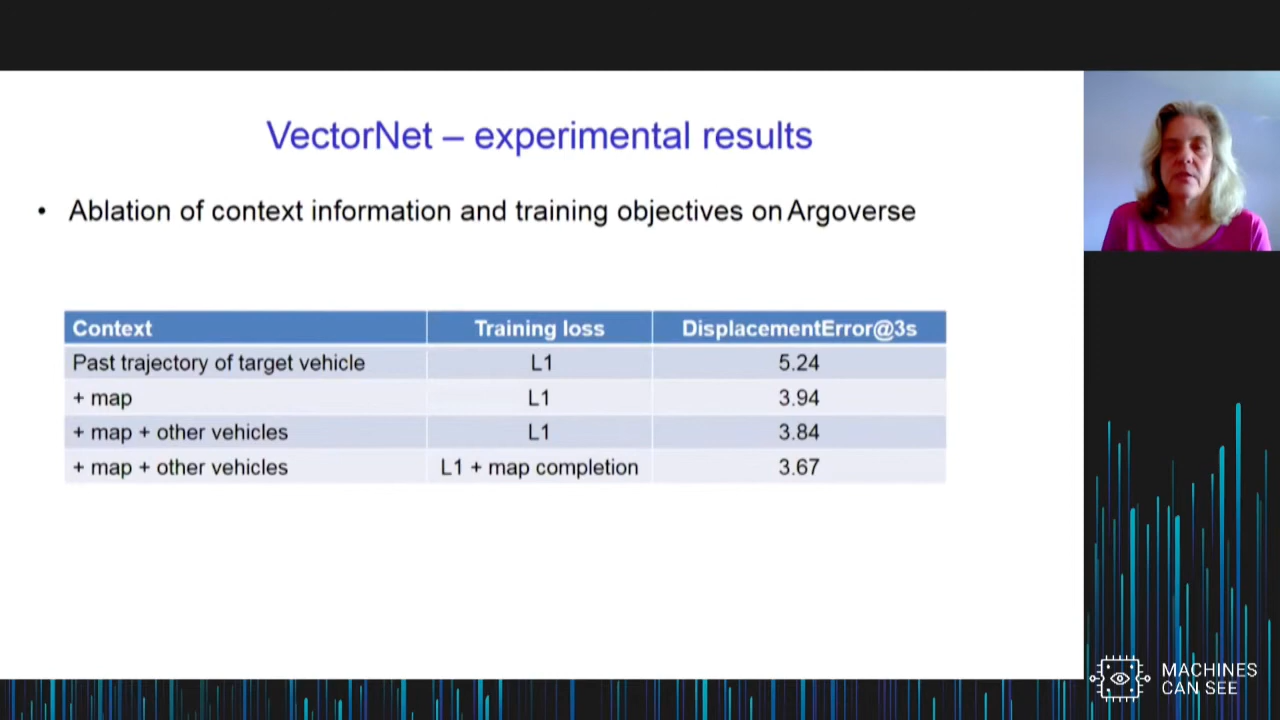 VectorNet – experimental results
• Ablation of context information and training objectives on Argoverse
Context Training loss DisplacementError@3s
Past trajectory of target vehicle L1 5.24
+ map L1 3.94
+ map + other vehicles L1 3.84
+ map + other vehicles L1 + map completion 3.67
MACHINES
CAN SEE